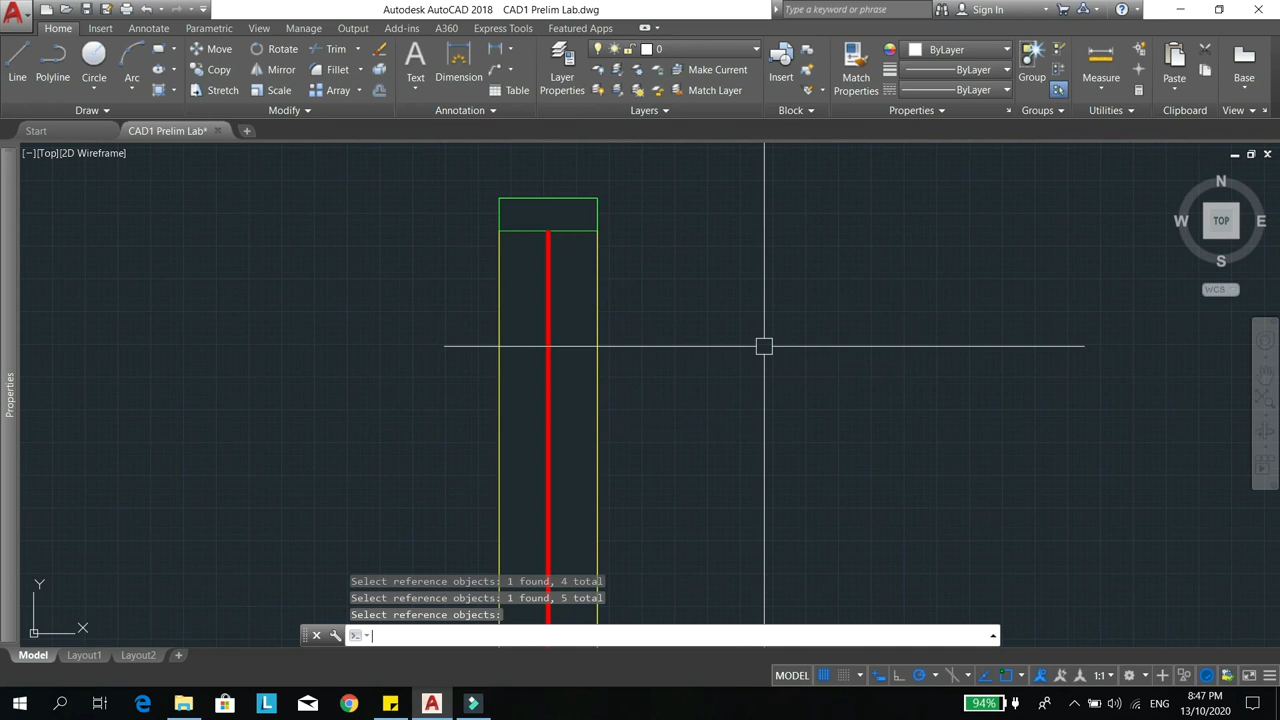 Autodesk AutoCAD 2018 CAD1 Prelim Lab.dwg
Type a keyword or phrase
Sign In
Home Insert Annotate Parametric View Manage Output Add-ins A360 Express Tools Featured Apps
Line
Polyline
Circle
Arc
Move
Rotate
Trim
Copy
Mirror
Fillet
Stretch
Scale
Array
Text
Dimension
Table
Layer
Properties
0
Make Current
Match Layer
Insert
Match
Properties
ByLayer
ByLayer
ByLayer
Group
Measure
Paste
Base
Draw
Modify
Annotation
Layers
Block
Properties
Groups
Utilities
Clipboard
View
Start
CAD1 Prelim Lab*
[−][Top][2D Wireframe]
N
W
TOP
E
S
WCS
Properties
Y
X
Select reference objects: 1 found, 4 total
Select reference objects: 1 found, 5 total
Select reference objects:
Model Layout1 Layout2
MODEL
1:1
L
A
94%
ENG
8:47 PM
13/10/2020